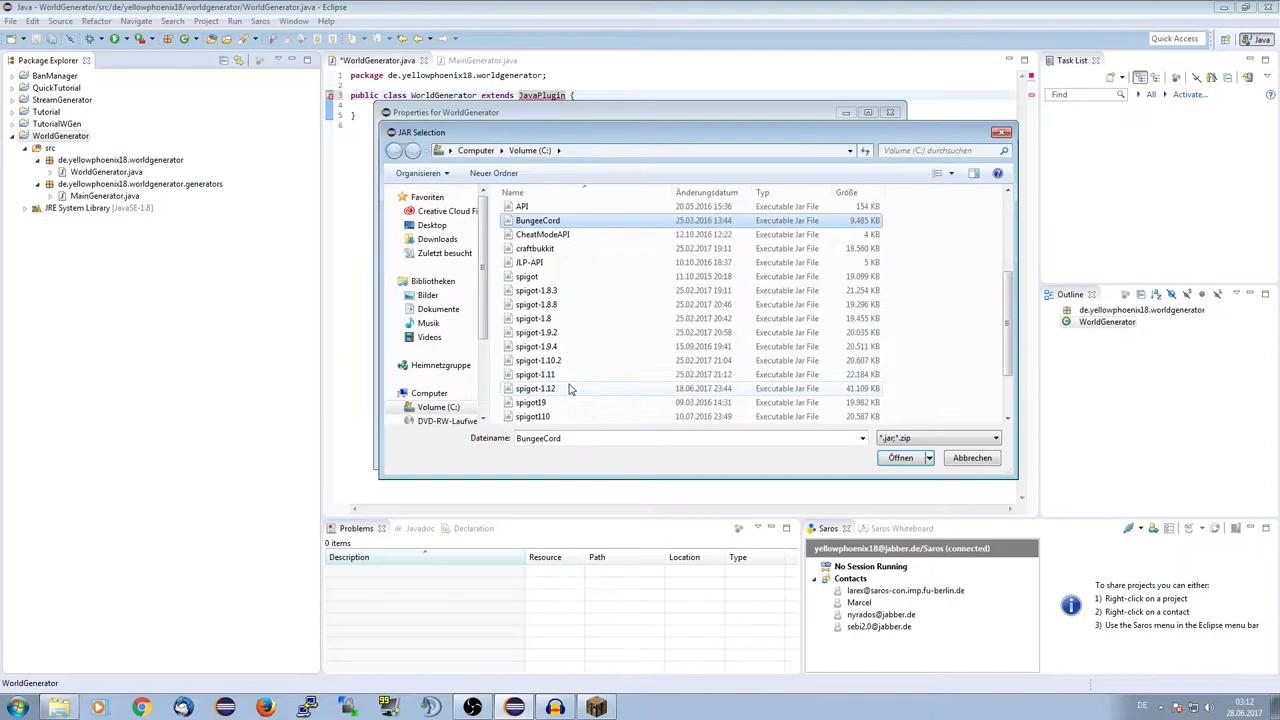 Java - WorldGenerator/src/de/yellowphoenix18/worldgenerator/WorldGenerator.java - Eclipse
File Edit Source Refactor Navigate Search Project Run Saros Window Help
Quick Access
Java
Package Explorer
BanManager
QuickTutorial
StreamGenerator
Tutorial
TutorialWGen
WorldGenerator
src
de.yellowphoenix18.worldgenerator
WorldGenerator.java
de.yellowphoenix18.worldgenerator.generators
MainGenerator.java
JRE System Library [JavaSE-1.8]
*WorldGenerator.java
MainGenerator.java
1 package de.yellowphoenix18.worldgenerator;
2
3 public class WorldGenerator extends JavaPlugin {
4
5 }
6
Properties for WorldGenerator
JAR Selection
Computer Volume (C:)
Volume (C:) durchsuchen
Organisieren Neuer Ordner
Favoriten
Creative Cloud Fi
Desktop
Downloads
Zuletzt besucht
Bibliotheken
Bilder
Dokumente
Musik
Videos
Heimnetzgruppe
Computer
Volume (C:)
DVD-RW-Laufwe
Name Änderungsdatum Typ Größe
API 20.05.2016 15:36 Executable Jar File 154 KB
BungeeCord 25.03.2016 13:44 Executable Jar File 9.485 KB
CheatModeAPI 12.10.2016 12:22 Executable Jar File 4 KB
craftbukkit 25.02.2017 19:11 Executable Jar File 18.560 KB
JLP-API 10.10.2016 18:37 Executable Jar File 5 KB
spigot 11.10.2015 20:18 Executable Jar File 19.099 KB
spigot-1.8.3 25.02.2017 19:11 Executable Jar File 21.254 KB
spigot-1.8.8 25.02.2017 20:46 Executable Jar File 19.296 KB
spigot-1.8 25.02.2017 20:42 Executable Jar File 19.455 KB
spigot-1.9.2 25.02.2017 20:58 Executable Jar File 20.035 KB
spigot-1.9.4 15.09.2016 19:41 Executable Jar File 20.511 KB
spigot-1.10.2 25.02.2017 21:04 Executable Jar File 20.607 KB
spigot-1.11 25.02.2017 21:12 Executable Jar File 22.184 KB
spigot-1.12 18.06.2017 23:44 Executable Jar File 41.109 KB
spigot19 09.03.2016 14:31 Executable Jar File 19.982 KB
spigot110 10.07.2016 23:49 Executable Jar File 20.587 KB
Dateiname: BungeeCord
*.jar;*.zip
Öffnen Abbrechen
Task List
Find All Activate...
Outline
de.yellowphoenix18.worldgenerator
WorldGenerator
Problems Javadoc Declaration
0 items
Description Resource Path Location Type
Saros Saros Whiteboard
yellowphoenix18@jabber.de/Saros (connected)
No Session Running
Contacts
larex@saros-con.imp.fu-berlin.de
Marcel
nyrados@jabber.de
sebi2.0@jabber.de
To share projects you can either:
1) Right-click on a project
2) Right-click on a contact
3) Use the Saros menu in the Eclipse menu bar
WorldGenerator
99
DE
03:12
28.06.2017